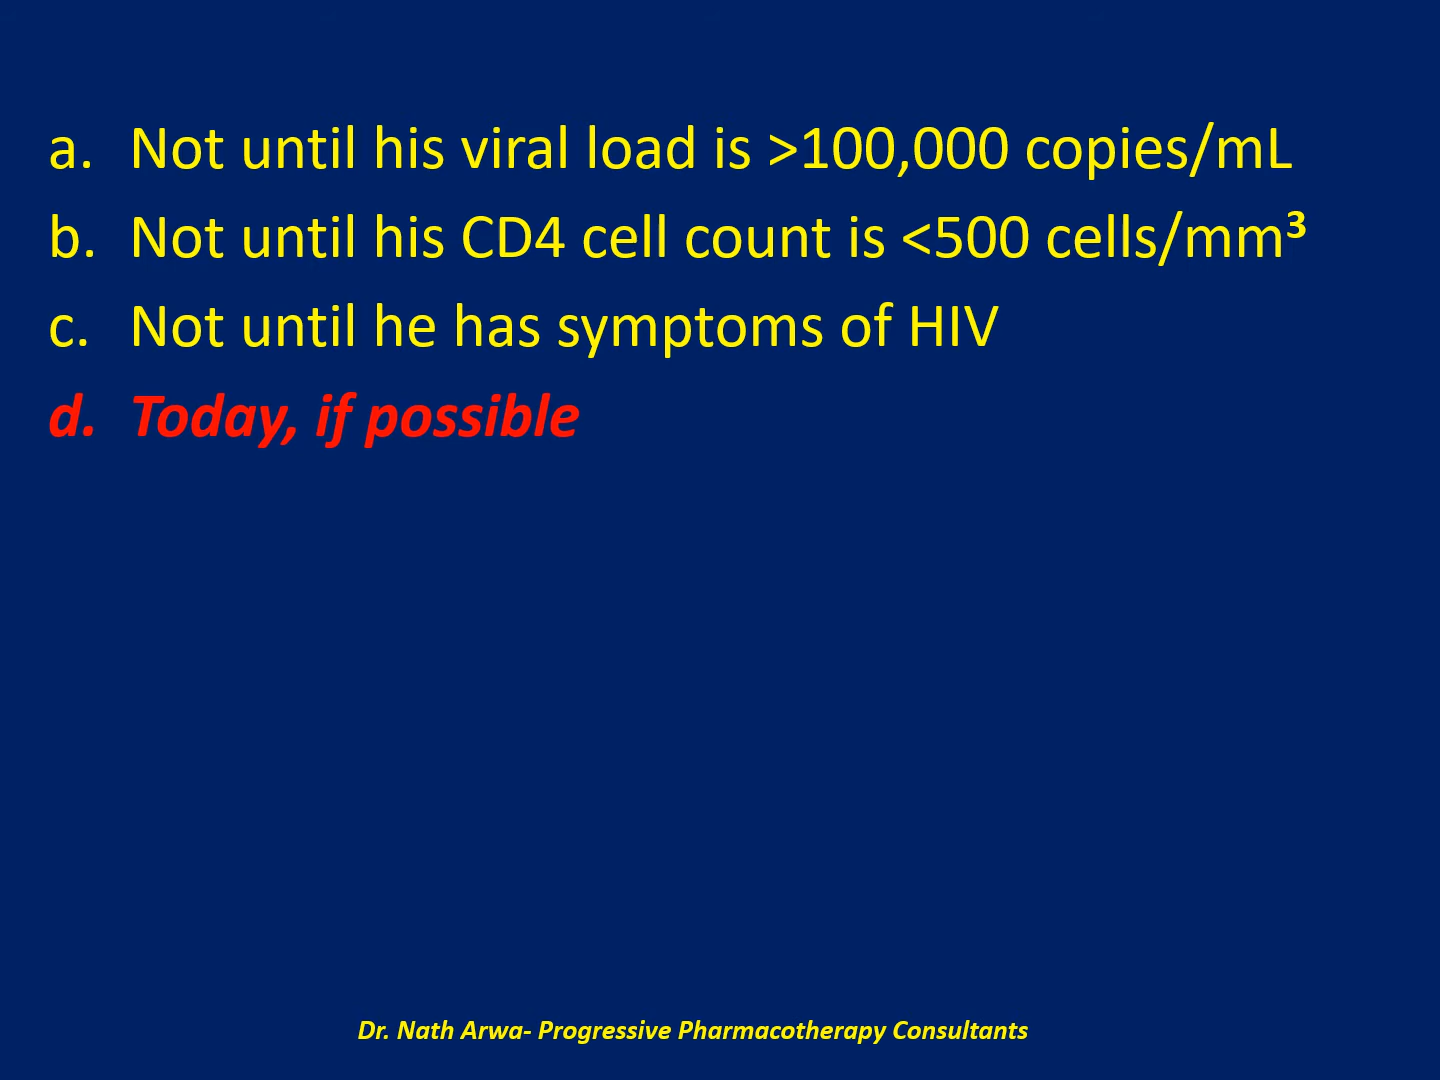 a. Not until his viral load is >100,000 copies/mL
b. Not until his CD4 cell count is <500 cells/mm³
c. Not until he has symptoms of HIV
d. Today, if possible
Dr. Nath Arwa- Progressive Pharmacotherapy Consultants